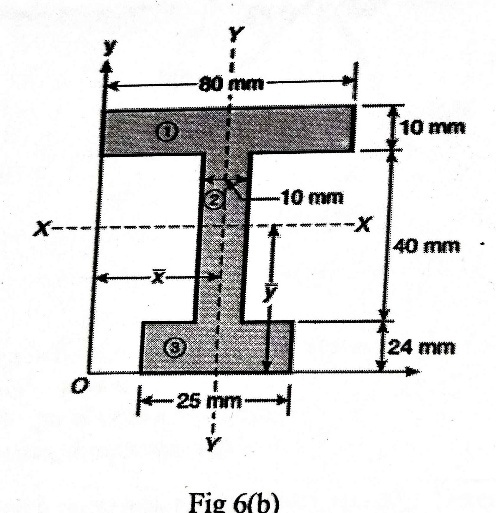 Y
y
80 mm
①
10 mm
②
10 mm
X
X
40 mm
x̄
ȳ
③
24 mm
O
25 mm
Y
Fig 6(b)